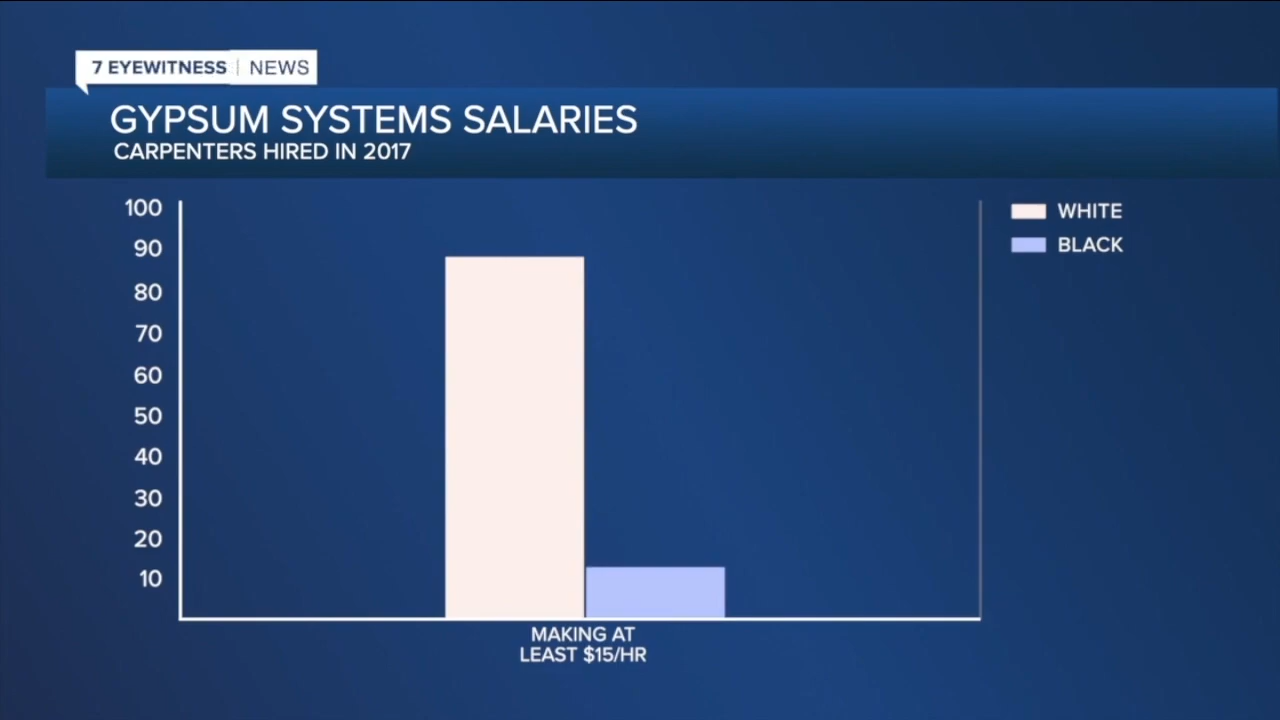 7 EYEWITNESS | NEWS
GYPSUM SYSTEMS SALARIES
CARPENTERS HIRED IN 2017
100
90
80
70
60
50
40
30
20
10
WHITE
BLACK
MAKING AT
LEAST $15/HR